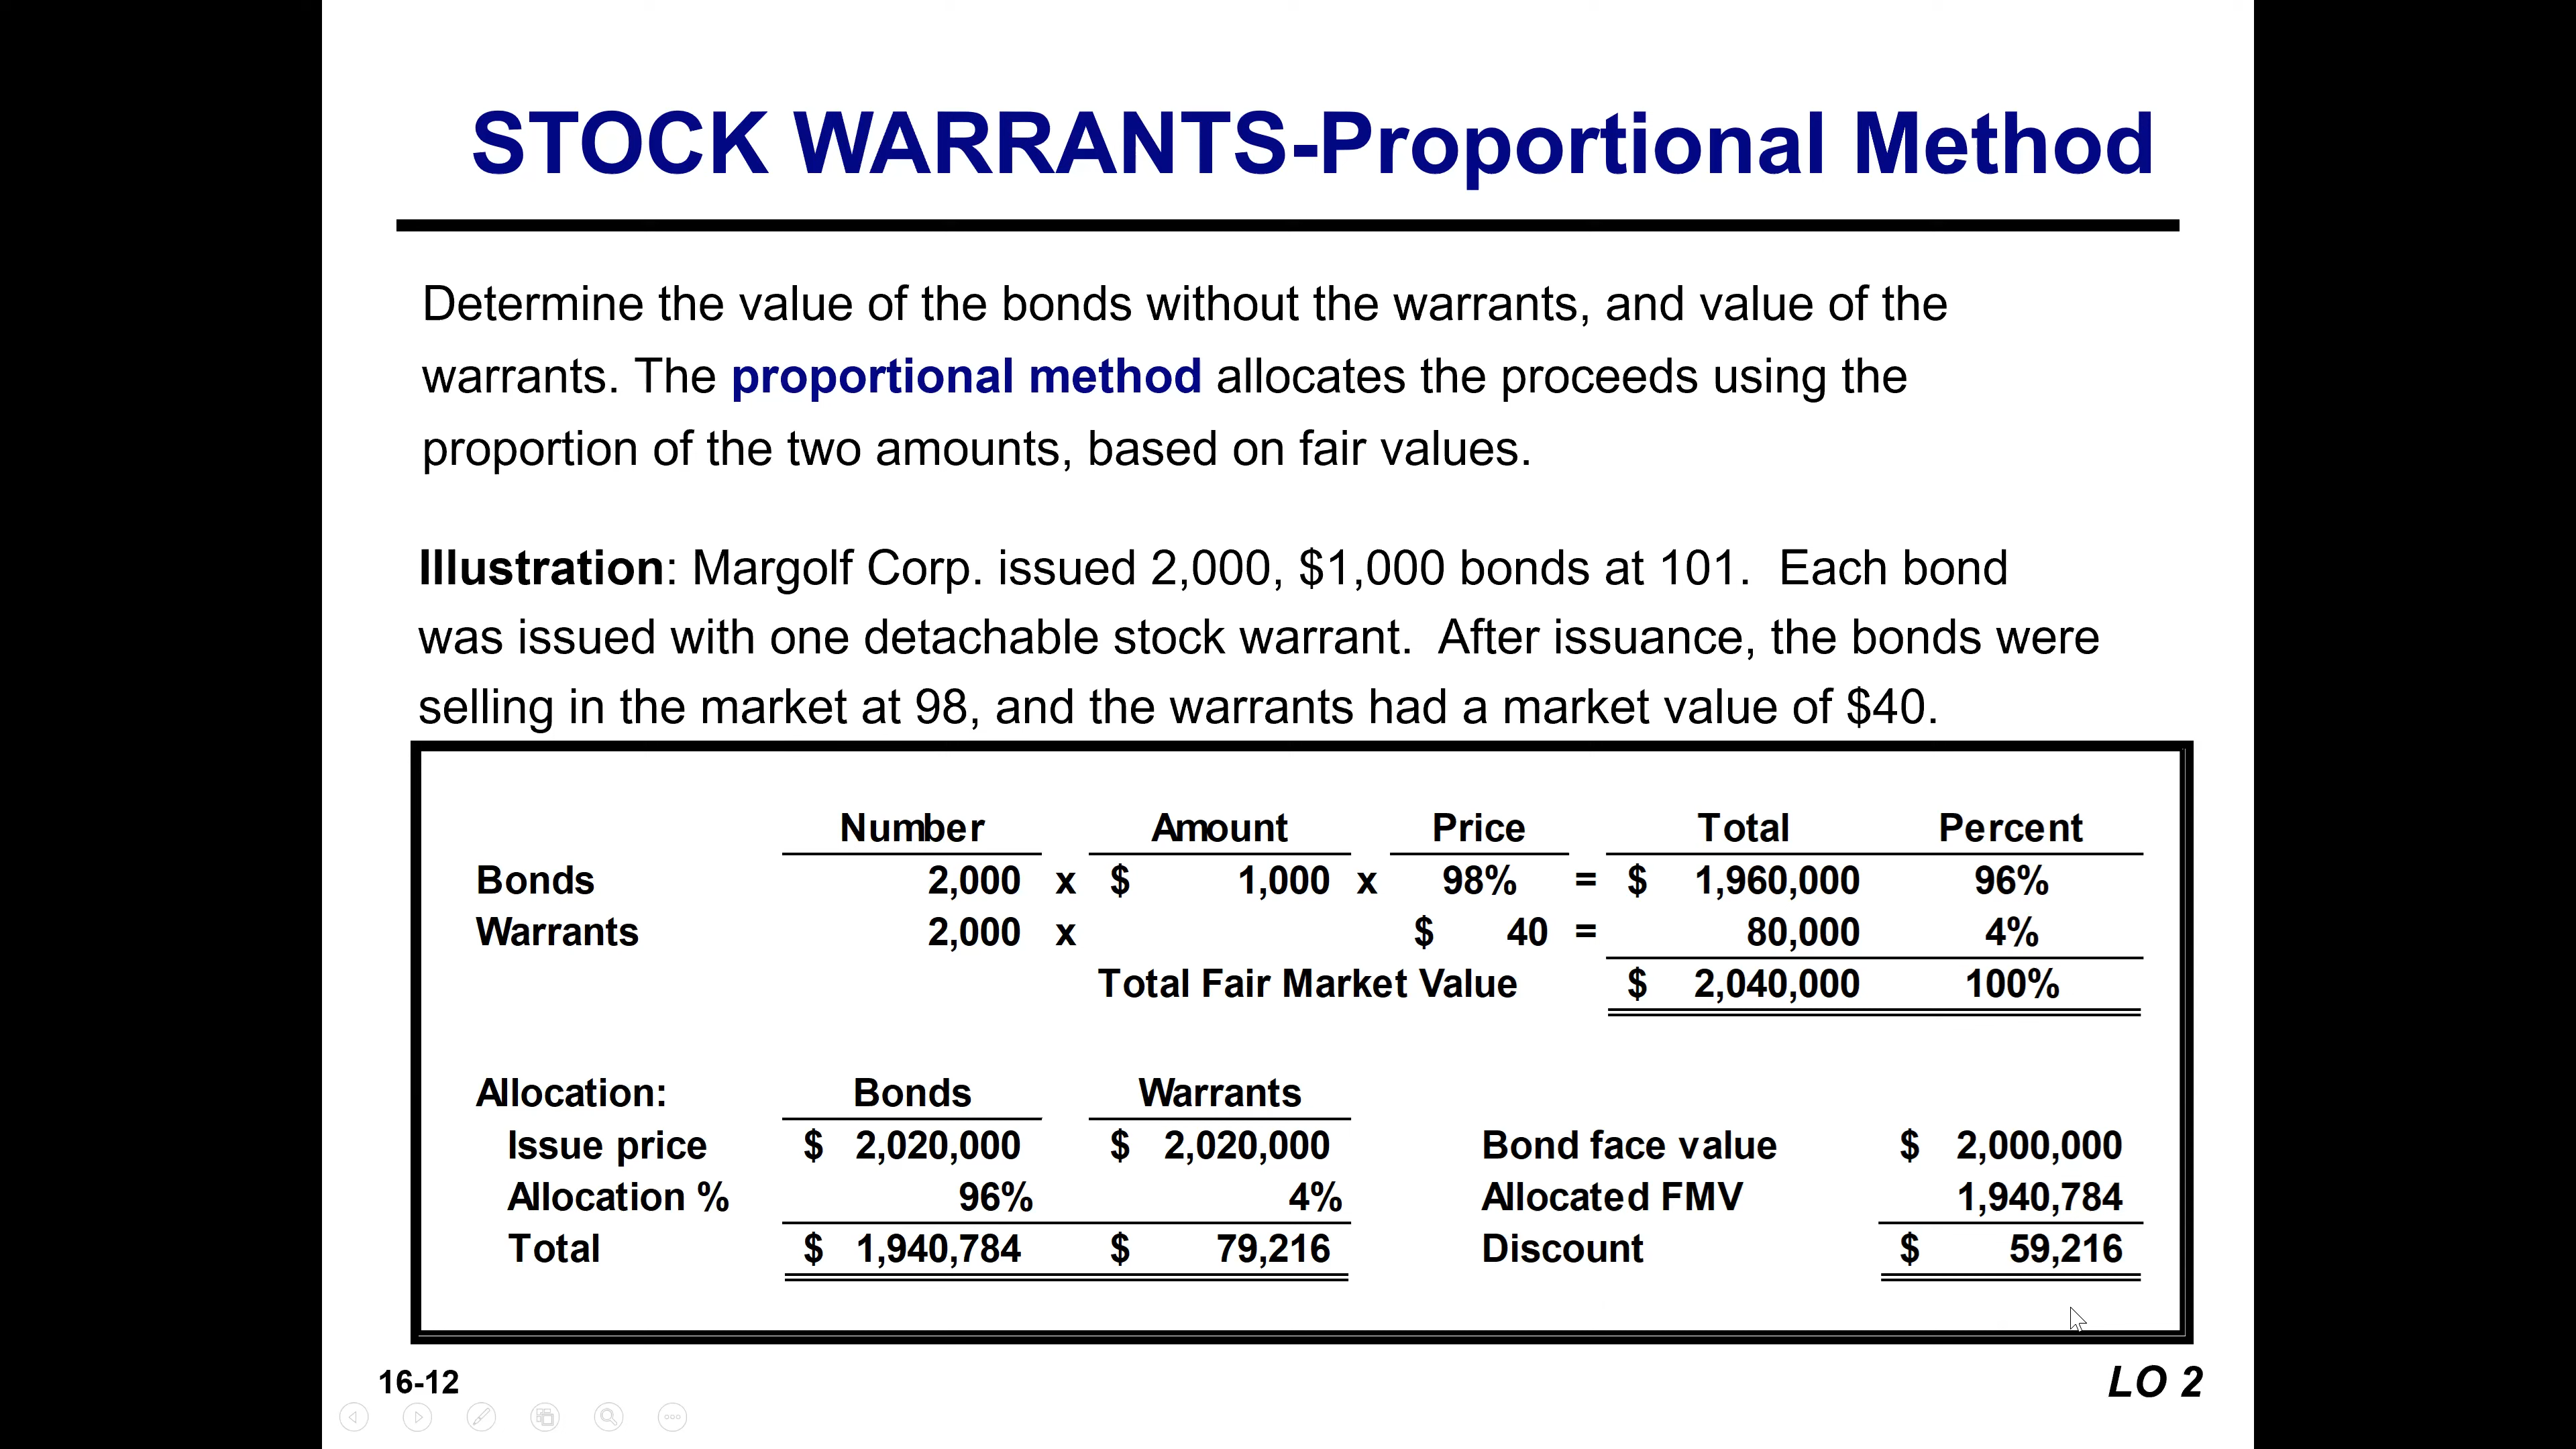 STOCK WARRANTS-Proportional Method
Determine the value of the bonds without the warrants, and value of the
warrants. The proportional method allocates the proceeds using the
proportion of the two amounts, based on fair values.
Illustration: Margolf Corp. issued 2,000, $1,000 bonds at 101. Each bond
was issued with one detachable stock warrant. After issuance, the bonds were
selling in the market at 98, and the warrants had a market value of $40.
Number Amount Price Total Percent
Bonds 2,000 x $ 1,000 x 98% = $ 1,960,000 96%
Warrants 2,000 x $ 40 = 80,000 4%
Total Fair Market Value $ 2,040,000 100%
Allocation: Bonds Warrants
Issue price $ 2,020,000 $ 2,020,000 Bond face value $ 2,000,000
Allocation % 96% 4% Allocated FMV 1,940,784
Total $ 1,940,784 $ 79,216 Discount $ 59,216
16-12 LO 2